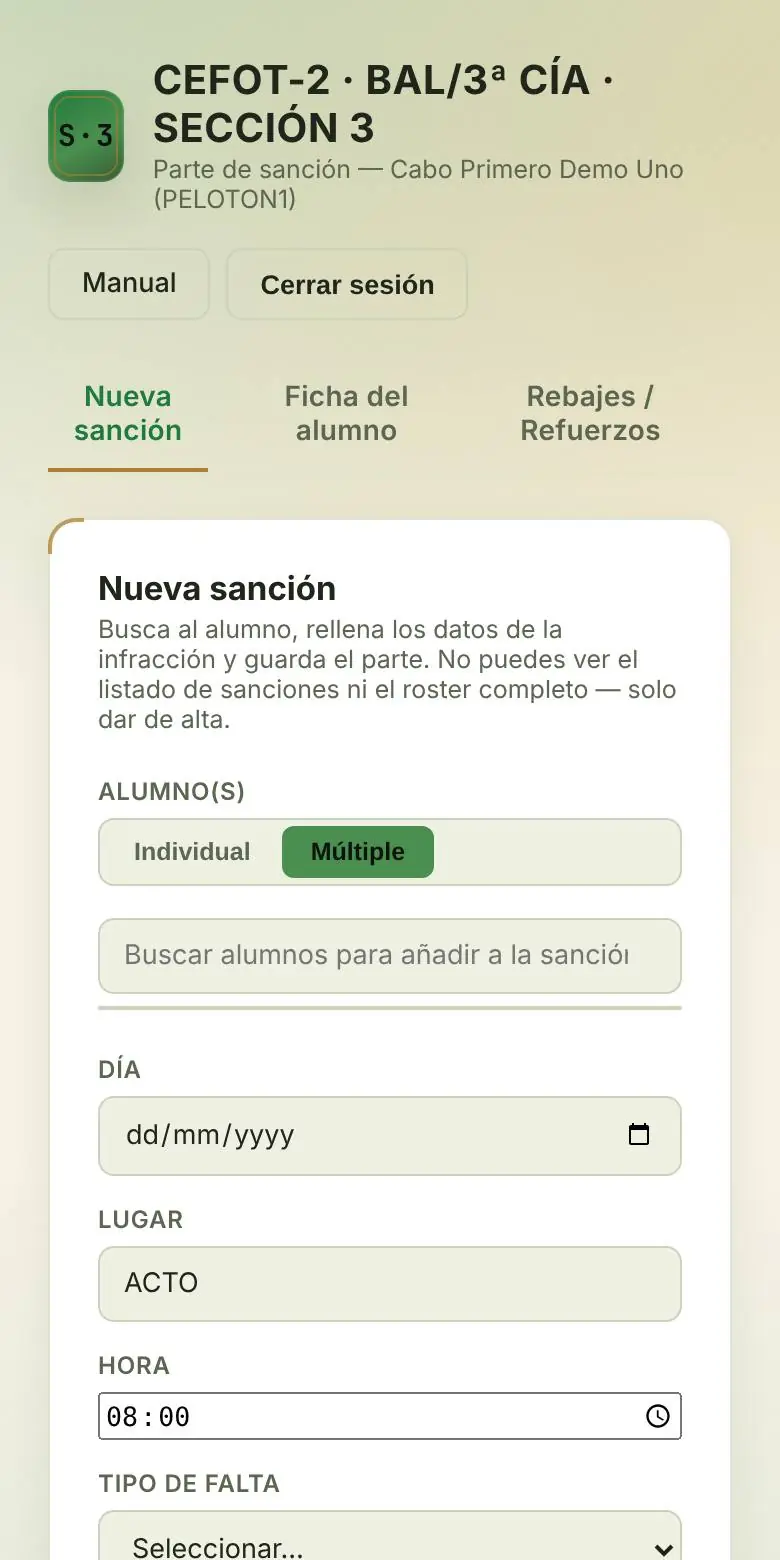 S·3
CEFOT-2 · BAL/3ª CÍA ·
SECCIÓN 3
Parte de sanción — Cabo Primero Demo Uno
(PELOTON1)
Manual
Cerrar sesión
Nueva
sanción
Ficha del
alumno
Rebajes /
Refuerzos
Nueva sanción
Busca al alumno, rellena los datos de la
infracción y guarda el parte. No puedes ver el
listado de sanciones ni el roster completo — solo
dar de alta.
ALUMNO(S)
Individual
Múltiple
Buscar alumnos para añadir a la sanció
DÍA
dd/mm/yyyy
LUGAR
ACTO
HORA
08:00
TIPO DE FALTA
Seleccionar...